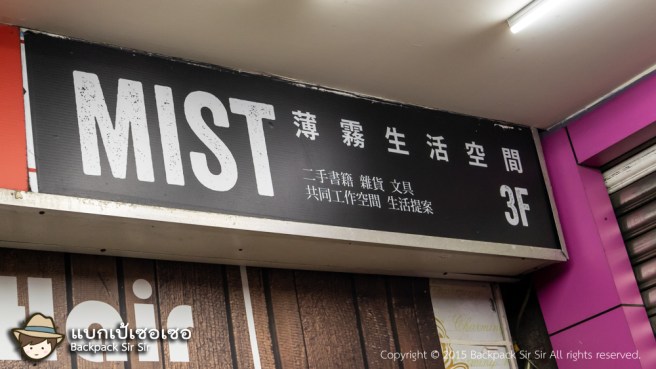 MIST
薄霧生活空間
二手書籍 雜貨 文具
共同工作空間 生活提案
3F
Hair
แบกเป้เซอเซอ
Backpack Sir Sir
Copyright © 2015 Backpack Sir Sir All rights reserved.